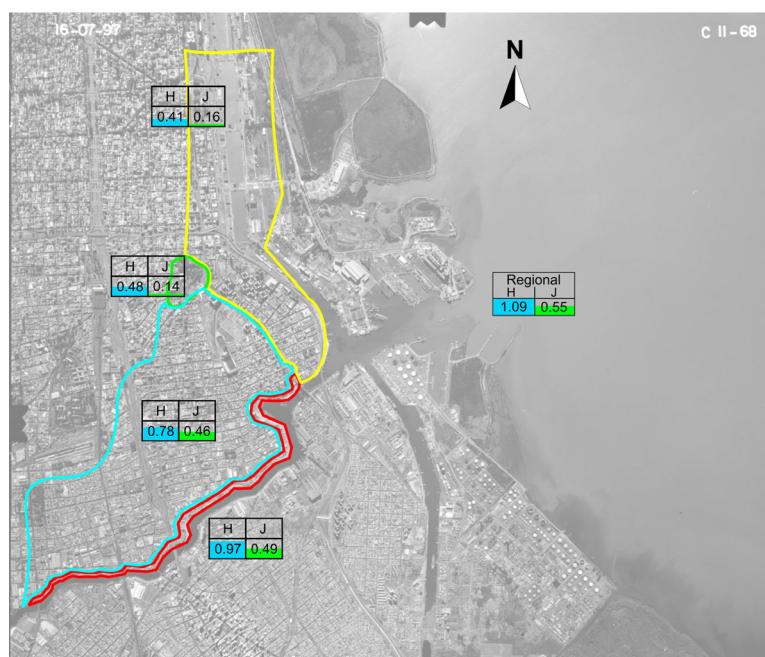 16-07-97
C II-68
N
H J
0.41 0.16
H J
0.48 0.14
Regional
H J
1.09 0.55
H J
0.78 0.46
H J
0.97 0.49